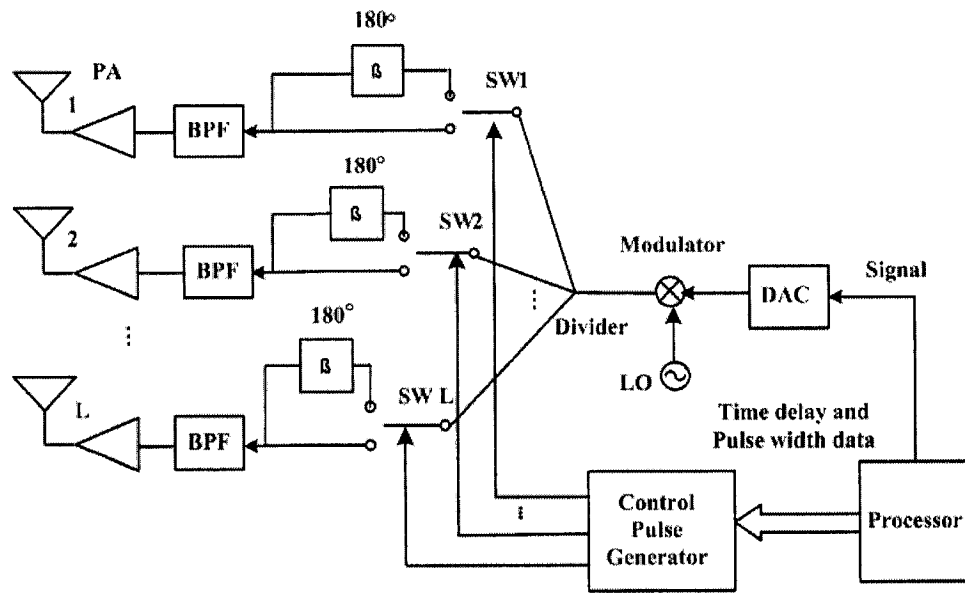 180°
ß
PA
SW1
1
BPF
180°
ß
SW2
2
BPF
Modulator
Signal
DAC
Divider
LO
180°
ß
SW L
L
BPF
Time delay and
Pulse width data
Control
Pulse
Generator
Processor